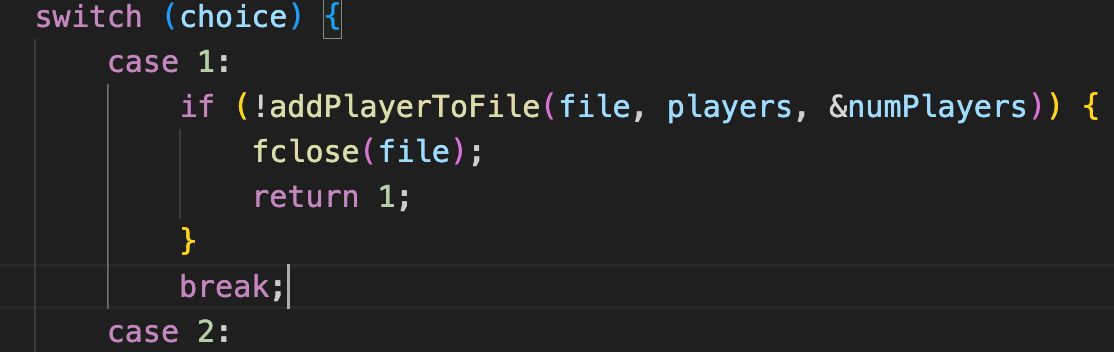 switch (choice) {
case 1:
if (!addPlayerToFile(file, players, &numPlayers)) {
fclose(file);
return 1;
}
break;
case 2: